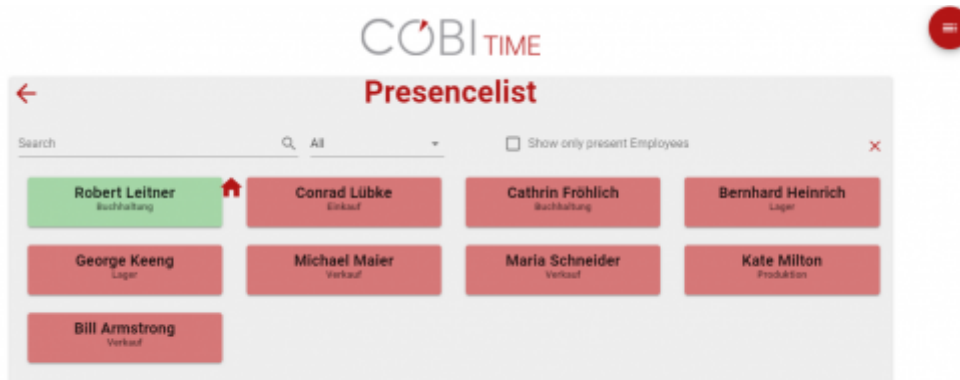 COBI TIME
Presencelist
Search
All
Show only present Employees
Robert Leitner
Buchhaltung
Conrad Lübke
Einkauf
Cathrin Fröhlich
Buchhaltung
Bernhard Heinrich
Lager
George Keeng
Lager
Michael Maier
Verkauf
Maria Schneider
Verkauf
Kate Milton
Produktion
Bill Armstrong
Verkauf